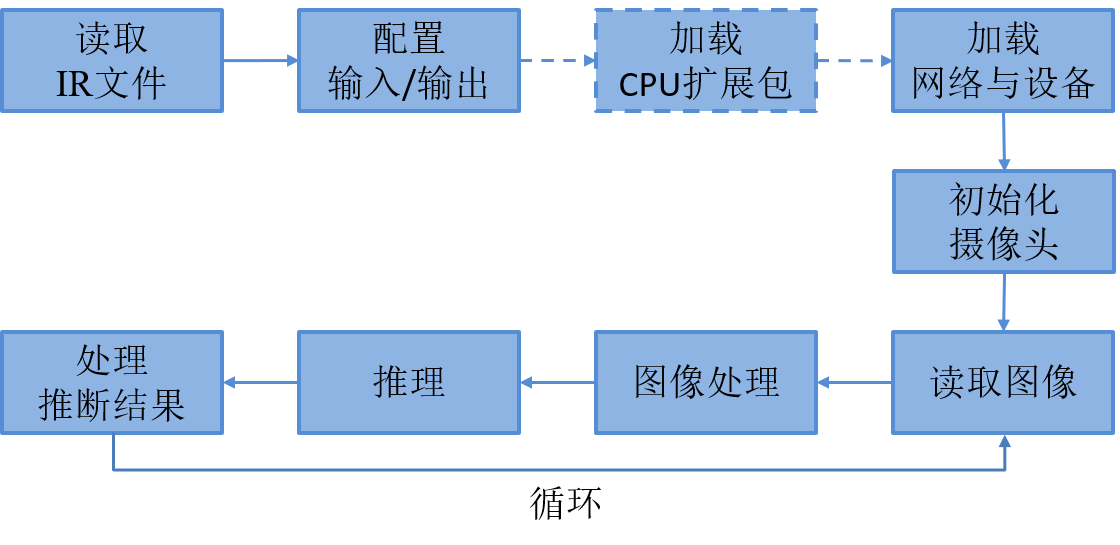 读取
IR文件
配置
输入/输出
加载
CPU扩展包
加载
网络与设备
初始化
摄像头
处理
推断结果
推理
图像处理
读取图像
循环